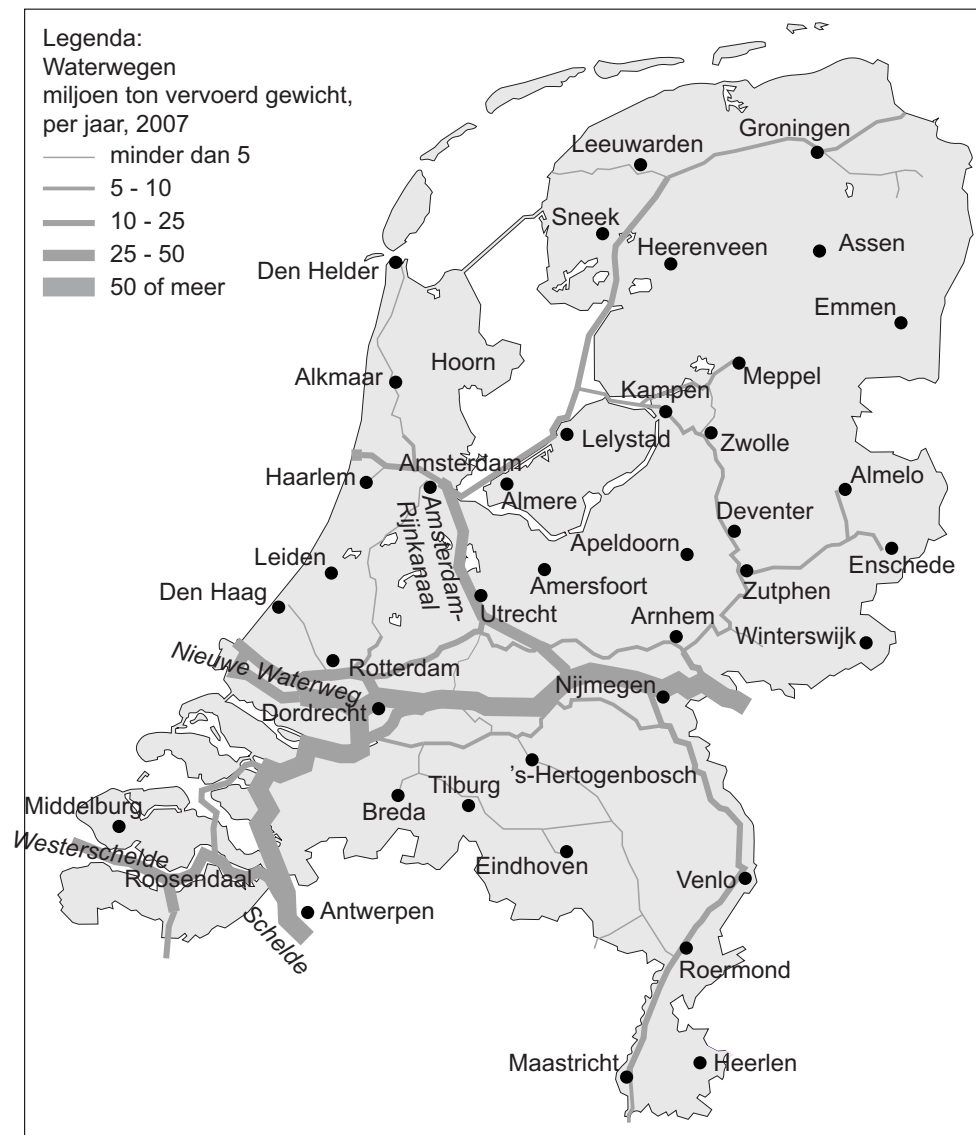 Legenda:
Waterwegen
miljoen ton vervoerd gewicht,
per jaar, 2007
minder dan 5
5 - 10
10 - 25
25 - 50
50 of meer
Groningen
Leeuwarden
Sneek
Heerenveen
Assen
Den Helder
Emmen
Hoorn
Alkmaar
Meppel
Kampen
Lelystad
Zwolle
Amsterdam
Haarlem
Almere
Almelo
Amsterdam-
Rijnkanaal
Deventer
Leiden
Apeldoorn
Enschede
Amersfoort
Zutphen
Den Haag
Utrecht
Arnhem
Winterswijk
Nieuwe Waterweg
Rotterdam
Nijmegen
Dordrecht
's-Hertogenbosch
Tilburg
Breda
Middelburg
Westerschelde
Roosendaal
Eindhoven
Venlo
Antwerpen
Schelde
Roermond
Maastricht
Heerlen